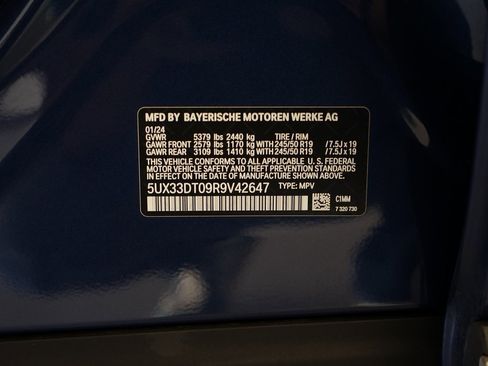 MFD BY BAYERISCHE MOTOREN WERKE AG
01/24
GVWR 5379 lbs 2440 kg TIRE / RIM
GAWR FRONT 2579 lbs 1170 kg WITH 245/50 R19 /7.5J x 19
GAWR REAR 3109 lbs 1410 kg WITH 245/50 R19 /7.5J x 19
THIS VEHICLE CONFORMS TO ALL APPLICABLE U. S. FEDERAL
MOTOR VEHICLE SAFETY AND THEFT PREVENTION STANDARDS
IN EFFECT ON THE DATE OF MANUFACTURE SHOWN ABOVE.
5UX33DT09R9V42647 TYPE: MPV
C1MM
7 320 730